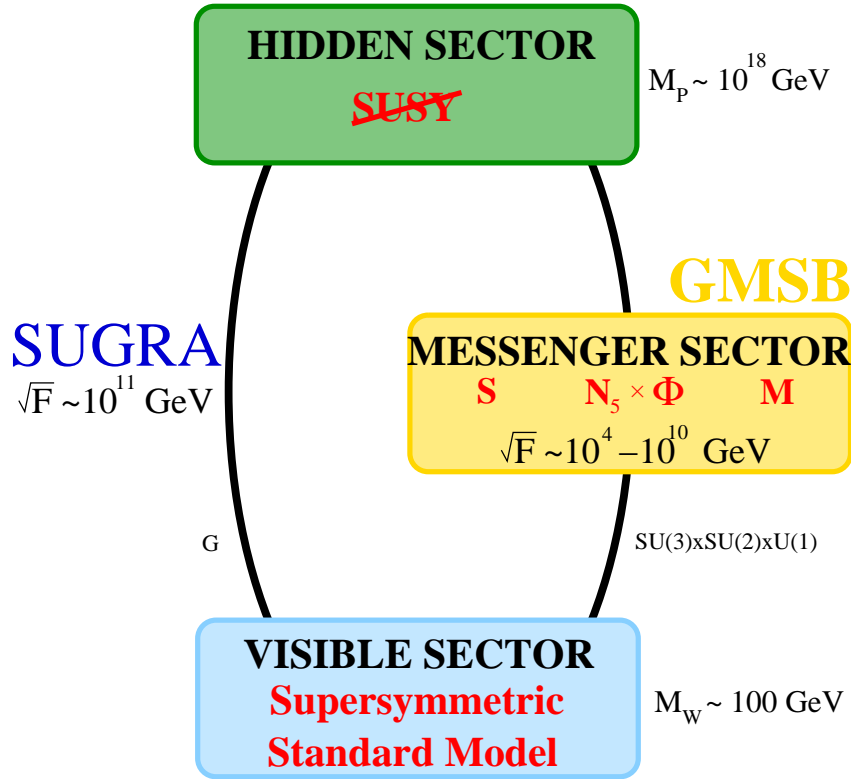 HIDDEN SECTOR
SUSY
M_P ~ 10^18 GeV
GMSB
SUGRA
√F ~10^11 GeV
MESSENGER SECTOR
S N_5 × Φ M
√F ~10^4 –10^10 GeV
G
SU(3)xSU(2)xU(1)
VISIBLE SECTOR
Supersymmetric
Standard Model
M_W ~ 100 GeV